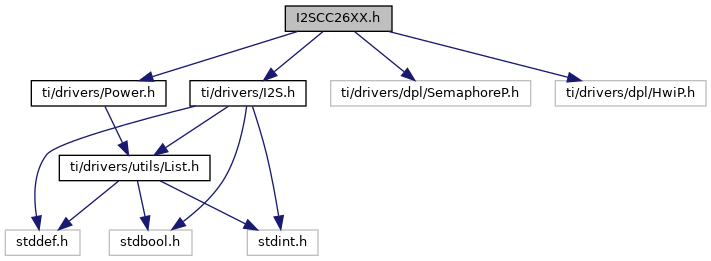 I2SCC26XX.h
ti/drivers/Power.h
ti/drivers/I2S.h
ti/drivers/dpl/SemaphoreP.h
ti/drivers/dpl/HwiP.h
ti/drivers/utils/List.h
stddef.h
stdbool.h
stdint.h